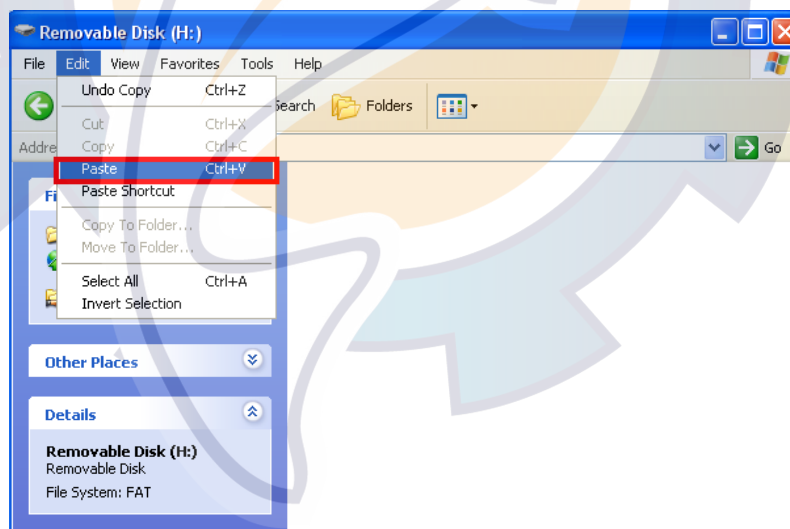 Removable Disk (H:)
File Edit View Favorites Tools Help
Undo Copy Ctrl+Z
Search Folders
Cut Ctrl+X
Copy Ctrl+C
Go
Paste Ctrl+V
Paste Shortcut
Copy To Folder...
Move To Folder...
Select All Ctrl+A
Invert Selection
Other Places
Details
Removable Disk (H:)
Removable Disk
File System: FAT